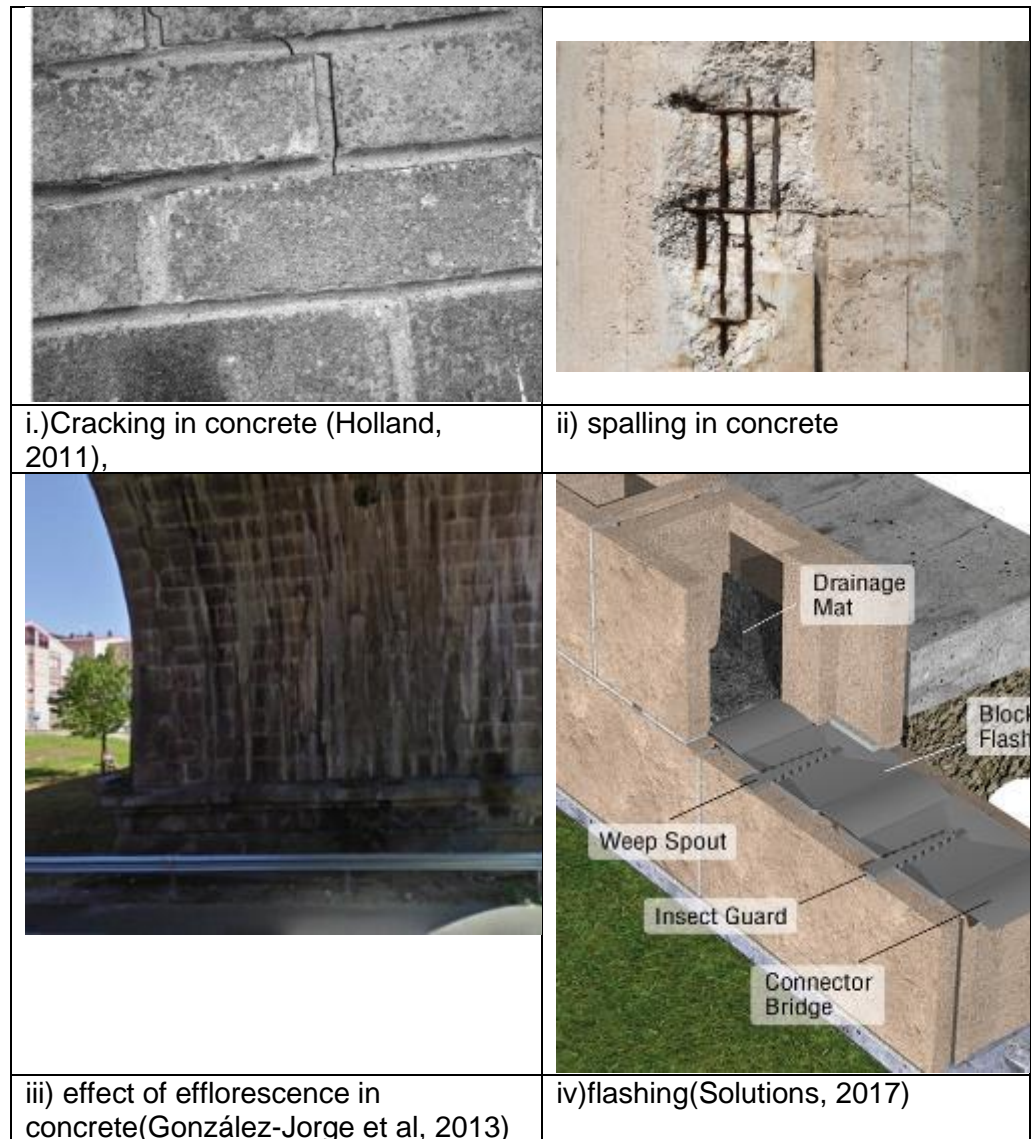 i.)Cracking in concrete (Holland,
2011),
ii) spalling in concrete
Drainage
Mat
Weep Spout
Insect Guard
Connector
Bridge
iii) effect of efflorescence in
concrete(González-Jorge et al, 2013)
iv)flashing(Solutions, 2017)